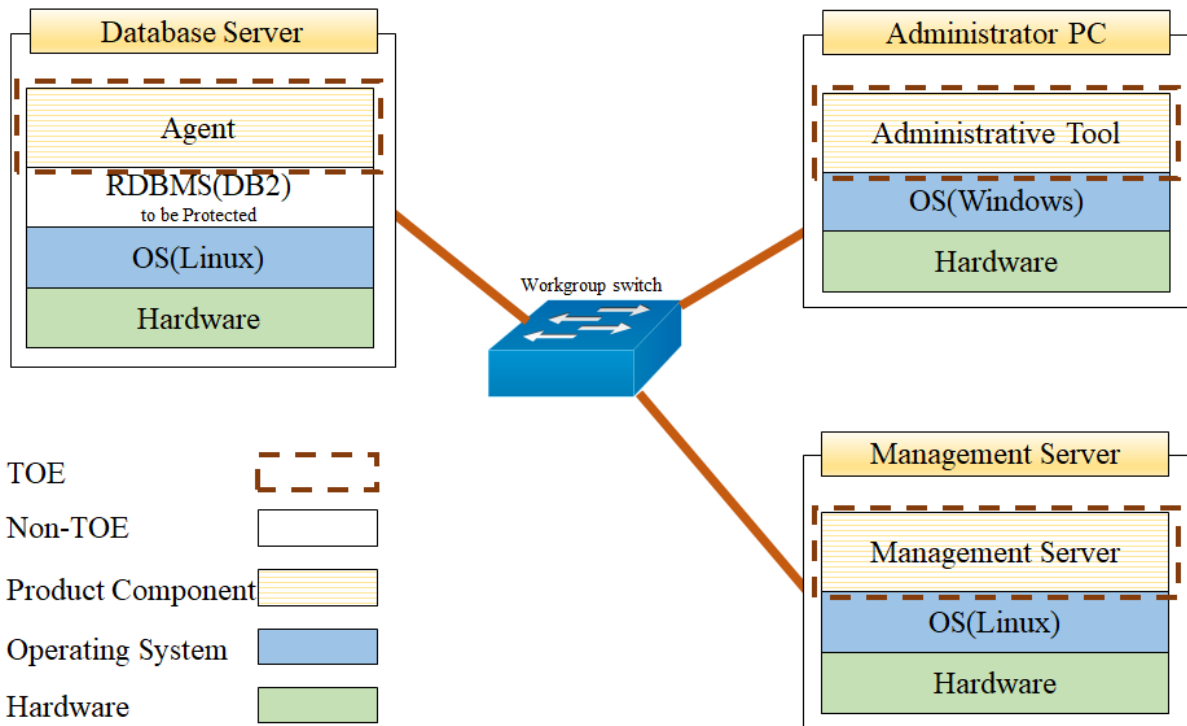 Database Server
Agent
RDBMS(DB2)
to be Protected
OS(Linux)
Hardware
Administrator PC
Administrative Tool
OS(Windows)
Hardware
Workgroup switch
Management Server
Management Server
OS(Linux)
Hardware
TOE
Non-TOE
Product Component
Operating System
Hardware